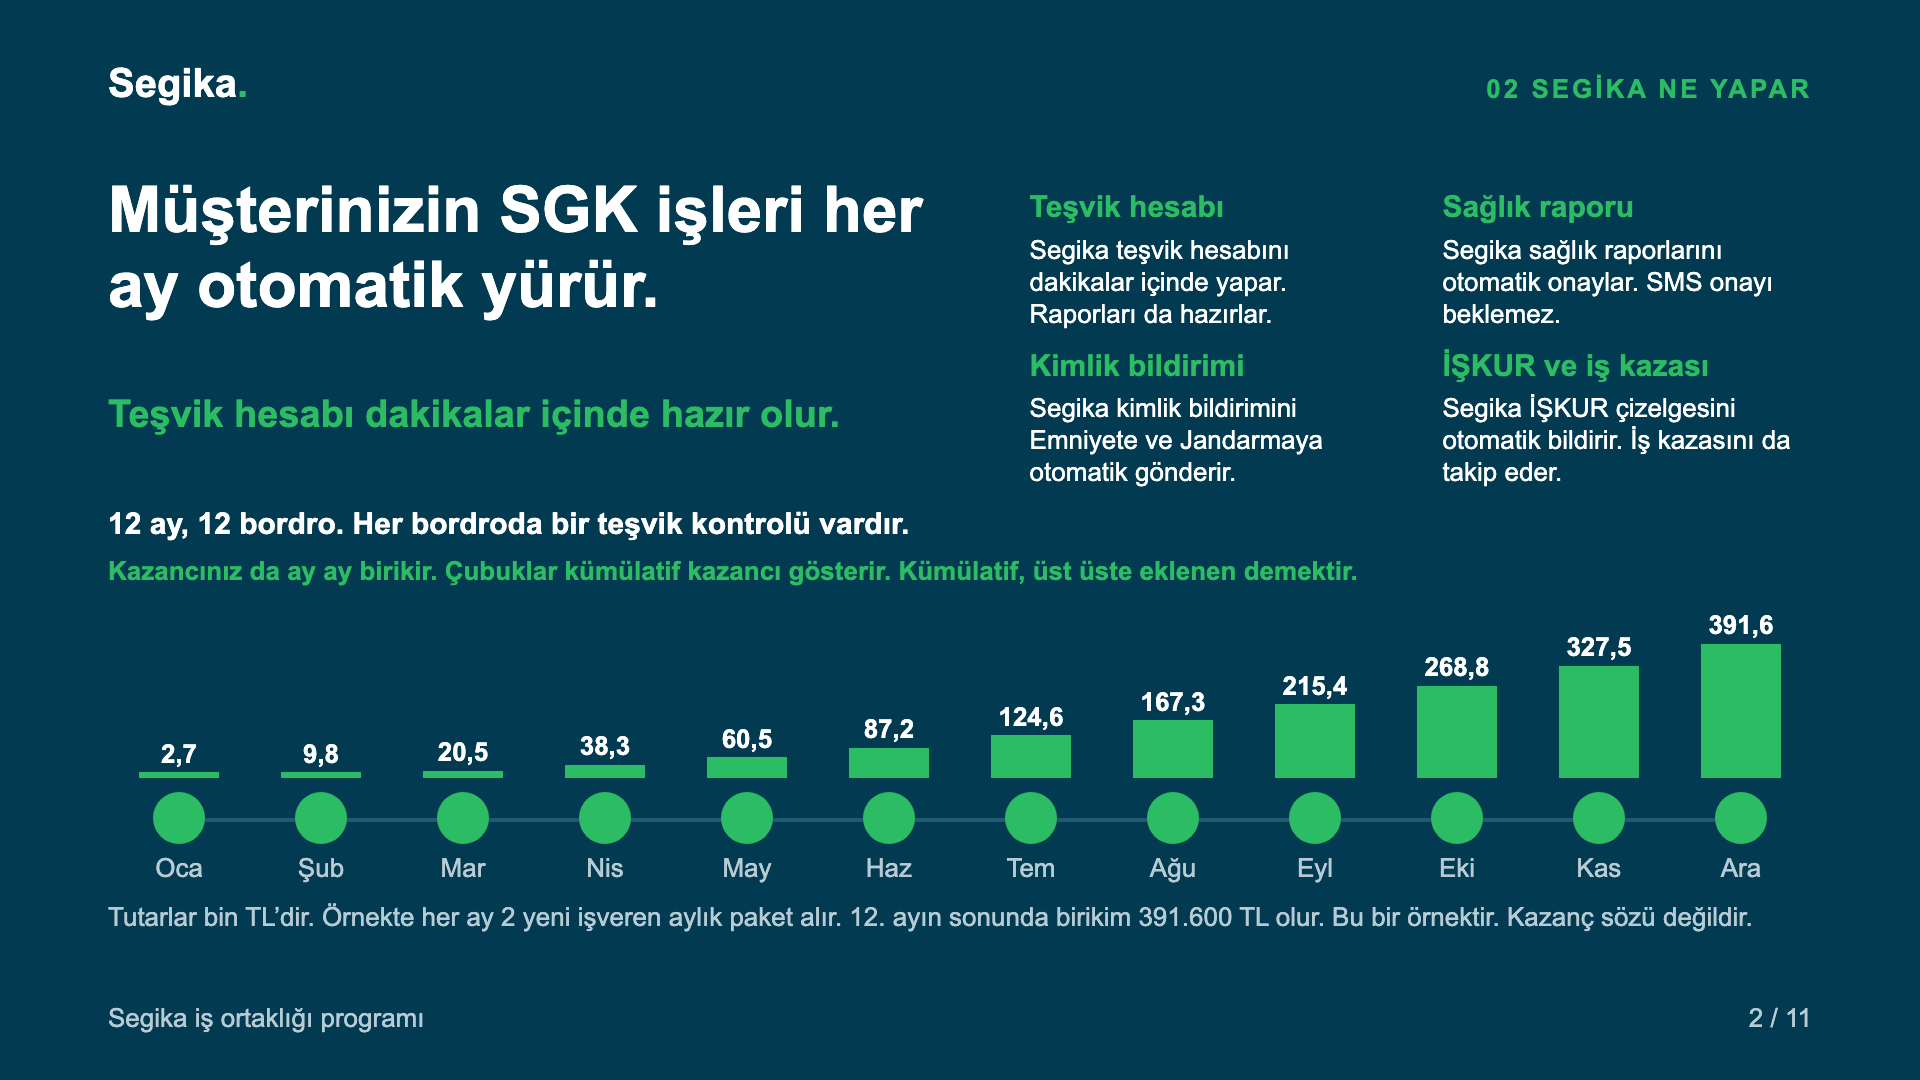 Segika.
02 SEGİKA NE YAPAR
Müşterinizin SGK işleri her
ay otomatik yürür.
Teşvik hesabı dakikalar içinde hazır olur.
Teşvik hesabı
Segika teşvik hesabını
dakikalar içinde yapar.
Raporları da hazırlar.
Sağlık raporu
Segika sağlık raporlarını
otomatik onaylar. SMS onayı
beklemez.
Kimlik bildirimi
Segika kimlik bildirimini
Emniyete ve Jandarmaya
otomatik gönderir.
İŞKUR ve iş kazası
Segika İŞKUR çizelgesini
otomatik bildirir. İş kazasını da
takip eder.
12 ay, 12 bordro. Her bordroda bir teşvik kontrolü vardır.
Kazancınız da ay ay birikir. Çubuklar kümülatif kazancı gösterir. Kümülatif, üst üste eklenen demektir.
2,7 9,8 20,5 38,3 60,5 87,2 124,6 167,3 215,4 268,8 327,5 391,6
Oca Şub Mar Nis May Haz Tem Ağu Eyl Eki Kas Ara
Tutarlar bin TL’dir. Örnekte her ay 2 yeni işveren aylık paket alır. 12. ayın sonunda birikim 391.600 TL olur. Bu bir örnektir. Kazanç sözü değildir.
Segika iş ortaklığı programı
2 / 11